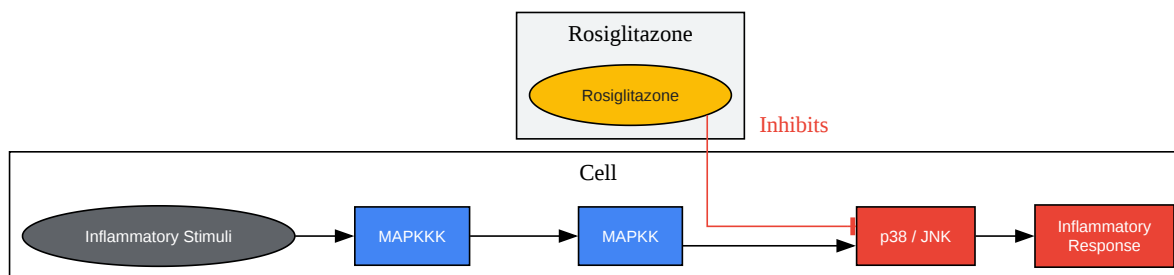 Rosiglitazone
Rosiglitazone
Inhibits
Cell
Inflammatory Stimuli
MAPKKK
MAPKK
p38 / JNK
Inflammatory
Response